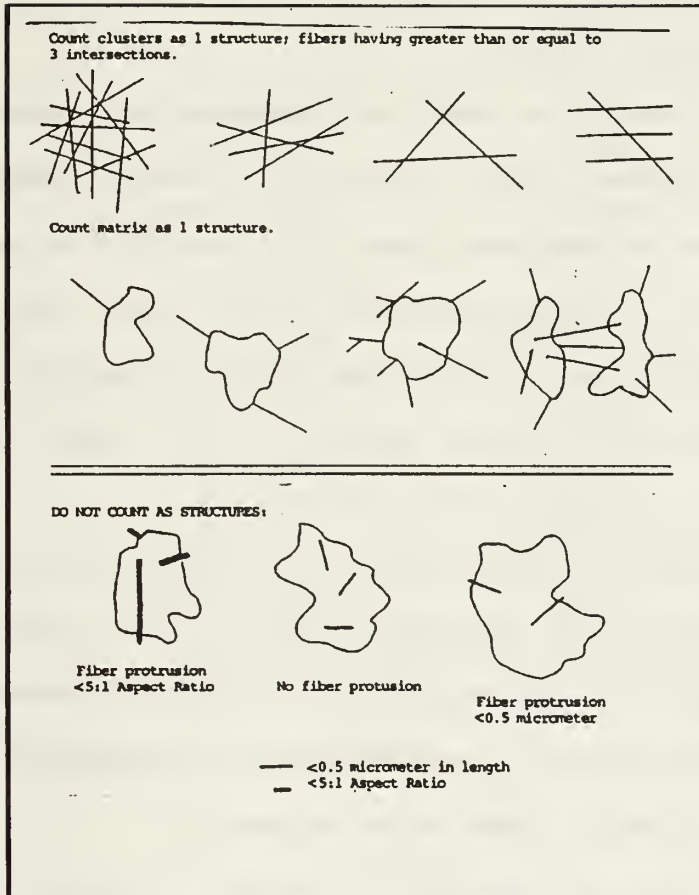 Count clusters as 1 structure; fibers having greater than or equal to
3 intersections.
Count matrix as 1 structure.
DO NOT COUNT AS STRUCTURES:
Fiber protrusion
<5:1 Aspect Ratio
No fiber protusion
Fiber protrusion
<0.5 micrometer
<0.5 micrometer in length
<5:1 Aspect Ratio